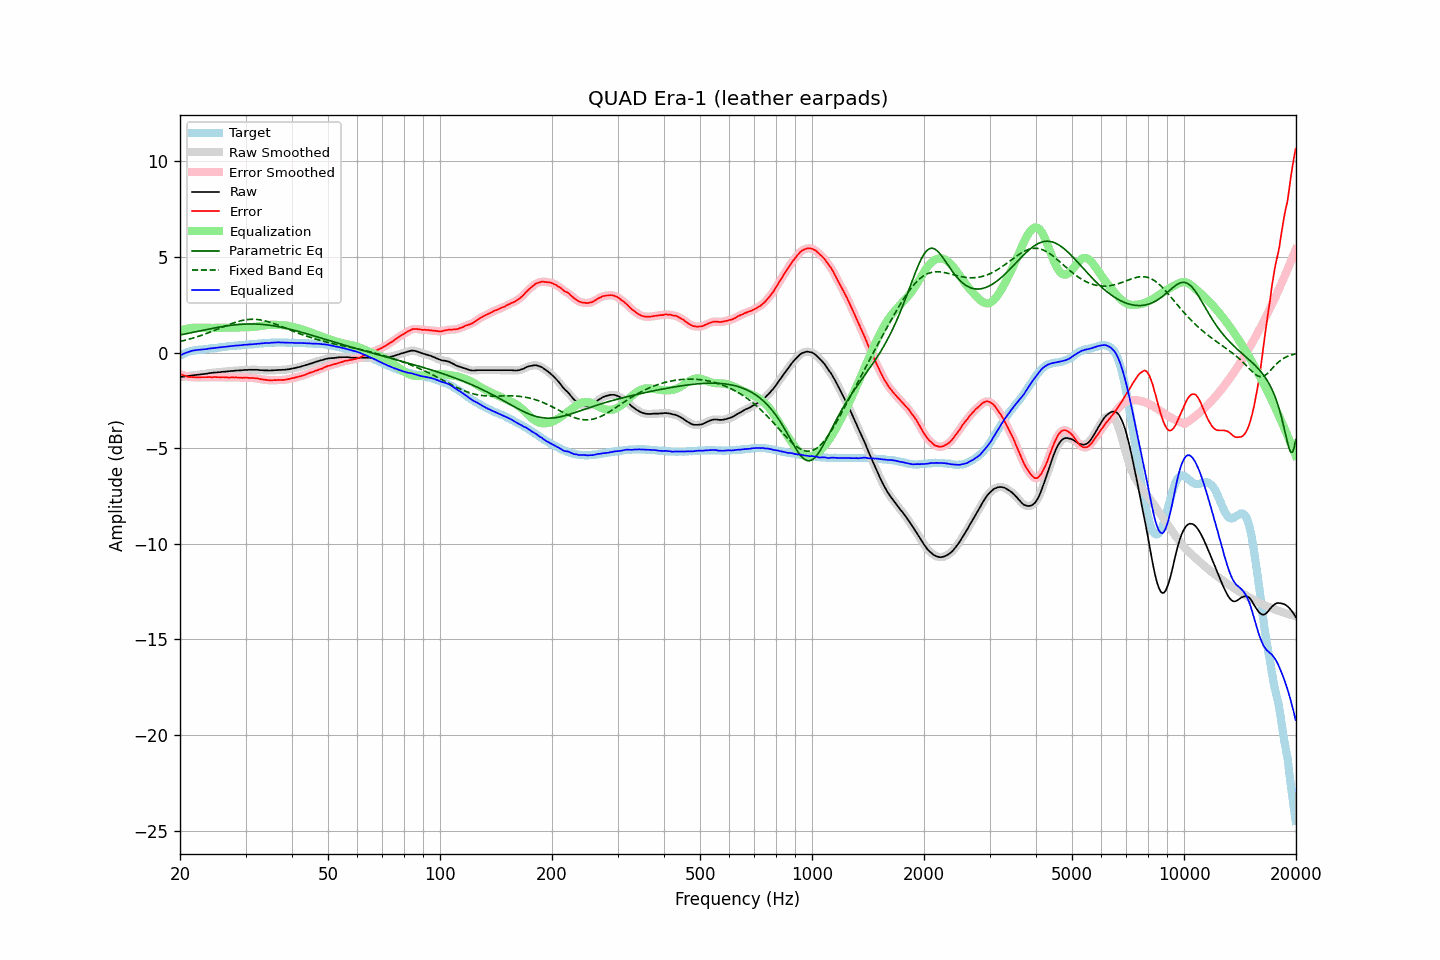 QUAD Era-1 (leather earpads)
Target
Raw Smoothed
Error Smoothed
Raw
Error
Equalization
Parametric Eq
Fixed Band Eq
Equalized
10
5
0
−5
−10
−15
−20
−25
Amplitude (dBr)
20 50 100 200 500 1000 2000 5000 10000 20000
Frequency (Hz)